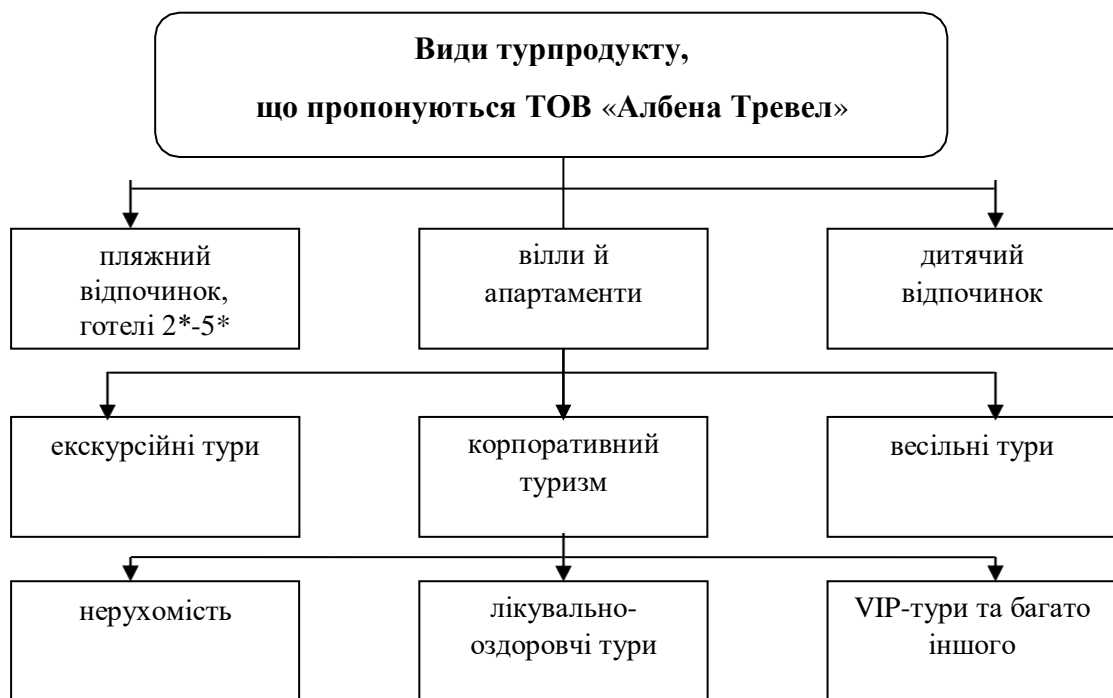 Види турпродукту,
що пропонуються ТОВ «Албена Тревел»
пляжний
відпочинок,
готелі 2*-5*
вілли й
апартаменти
дитячий
відпочинок
екскурсійні тури
корпоративний
туризм
весільні тури
нерухомість
лікувально-
оздоровчі тури
VIP-тури та багато
іншого